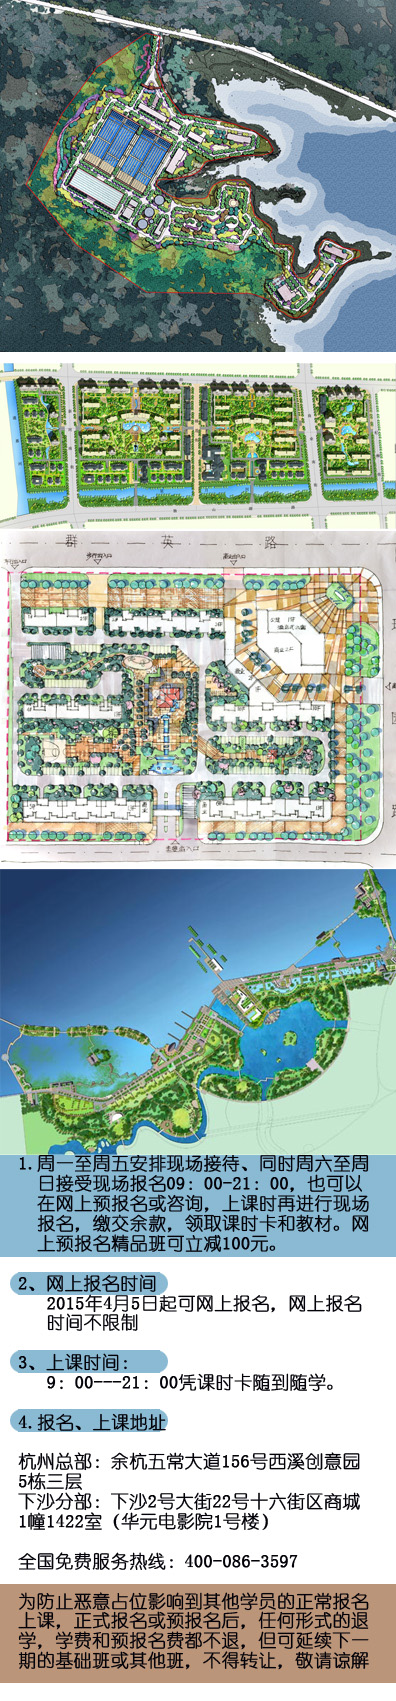 群英路
1.周一至周五安排现场接待、同时周六至周
日接受现场报名09：00-21：00，也可以
在网上预报名或咨询，上课时再进行现场
报名，缴交余款，领取课时卡和教材。网
上预报名精品班可立减100元。
2、网上报名时间
2015年4月5日起可网上报名，网上报名
时间不限制
3、上课时间：
9：00---21：00凭课时卡随到随学。
4.报名、上课地址
杭州总部：余杭五常大道156号西溪创意园
5栋三层
下沙分部：下沙2号大街22号十六街区商城
1幢1422室（华元电影院1号楼）
全国免费服务热线：400-086-3597
为防止恶意占位影响到其他学员的正常报名
上课，正式报名或预报名后，任何形式的退
学，学费和预报名费都不退，但可延续下一
期的基础班或其他班，不得转让，敬请谅解